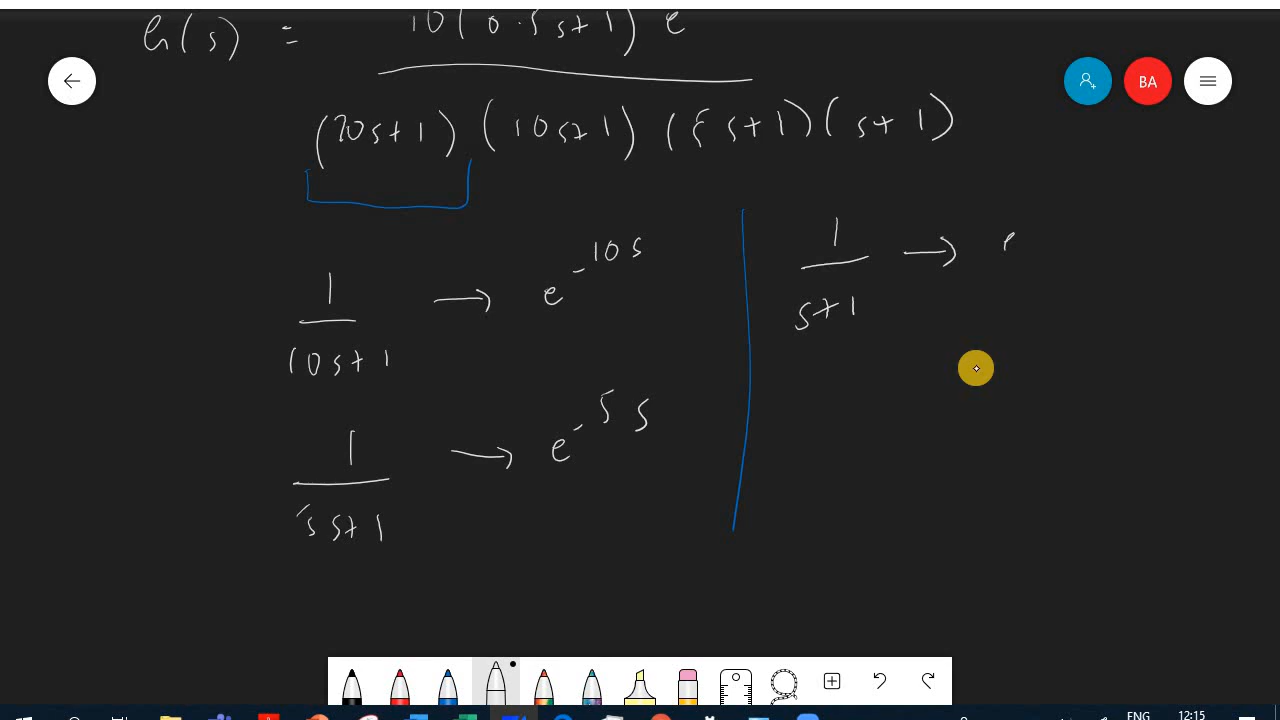 h(s) = 10(0.5s+1) e
(20s+1) (10s+1) (5s+1)(s+1)
1/(10s+1) → e^-10s
1/(5s+1) → e^-5s
1/(s+1) →
BA
ENG
12:15